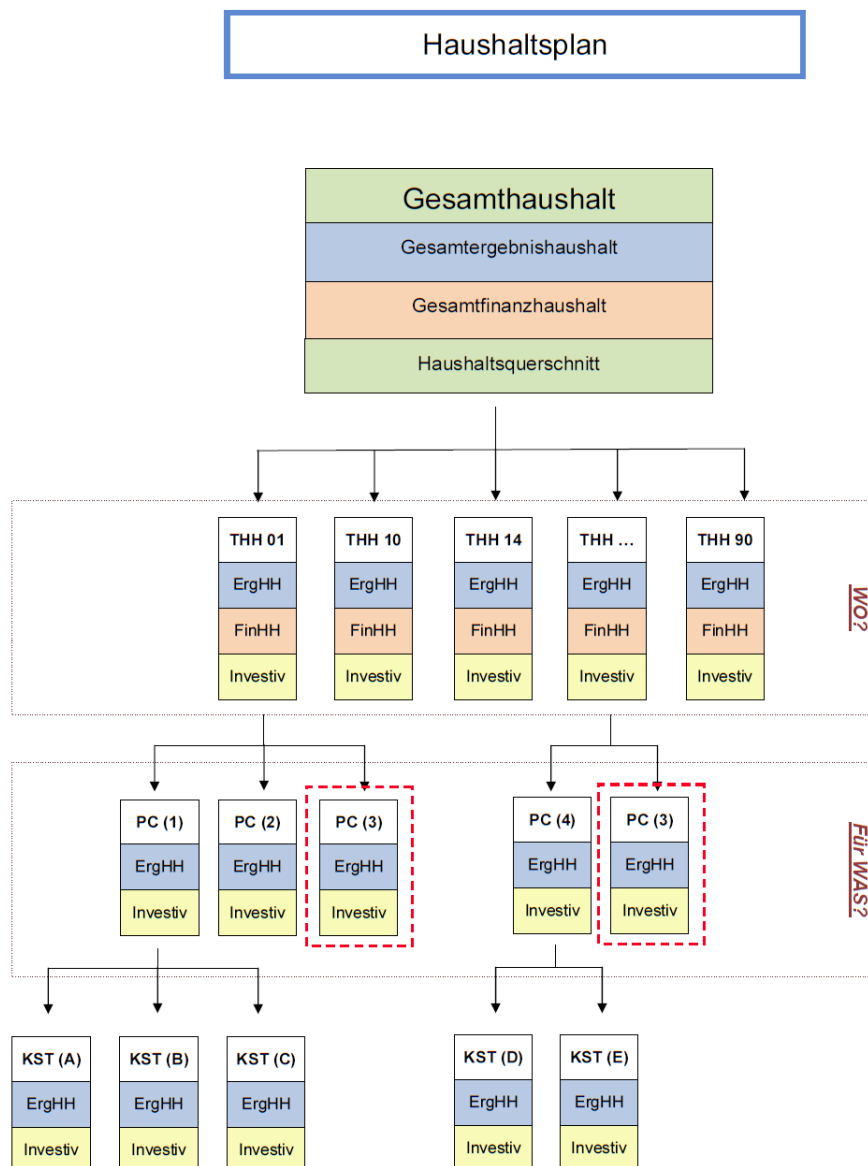 Haushaltsplan
Gesamthaushalt
Gesamtergebnishaushalt
Gesamtfinanzhaushalt
Haushaltsquerschnitt
THH 01 THH 10 THH 14 THH ... THH 90
ErgHH ErgHH ErgHH ErgHH ErgHH
FinHH FinHH FinHH FinHH FinHH
Investiv Investiv Investiv Investiv Investiv
WO?
PC (1) PC (2) PC (3) PC (4) PC (3)
ErgHH ErgHH ErgHH ErgHH ErgHH
Investiv Investiv Investiv Investiv Investiv
Für WAS?
KST (A) KST (B) KST (C) KST (D) KST (E)
ErgHH ErgHH ErgHH ErgHH ErgHH
Investiv Investiv Investiv Investiv Investiv